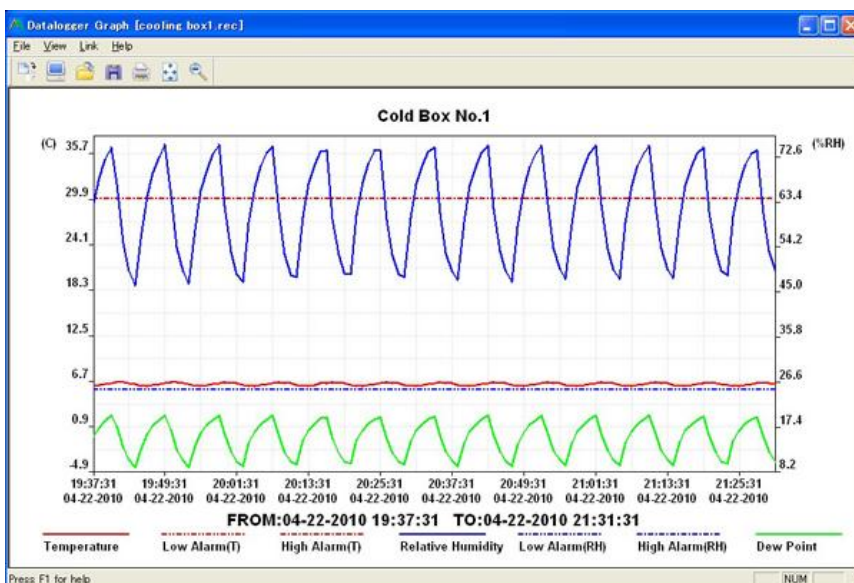 Datalogger Graph [cooling box1.rec]
File View Link Help
Cold Box No.1
(C) 35.7 72.6 (%RH)
29.9 63.4
24.1 54.2
18.3 45.0
12.5 35.8
6.7 26.6
0.9 17.4
-4.9 8.2
19:37:31 19:49:31 20:01:31 20:13:31 20:25:31 20:37:31 20:49:31 21:01:31 21:13:31 21:25:31
04-22-2010 04-22-2010 04-22-2010 04-22-2010 04-22-2010 04-22-2010 04-22-2010 04-22-2010 04-22-2010 04-22-2010
FROM:04-22-2010 19:37:31 TO:04-22-2010 21:31:31
Temperature Low Alarm(T) High Alarm(T) Relative Humidity Low Alarm(RH) High Alarm(RH) Dew Point
Press F1 for help NUM